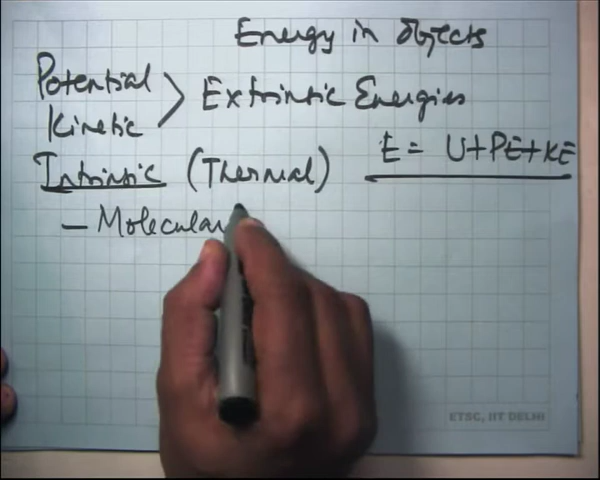 Energy in objects
Potential
Kinetic
> Extrinsic Energies
E = U+PE+KE
Intrinsic (Thermal)
– Molecular
ETSC, IIT DELHI